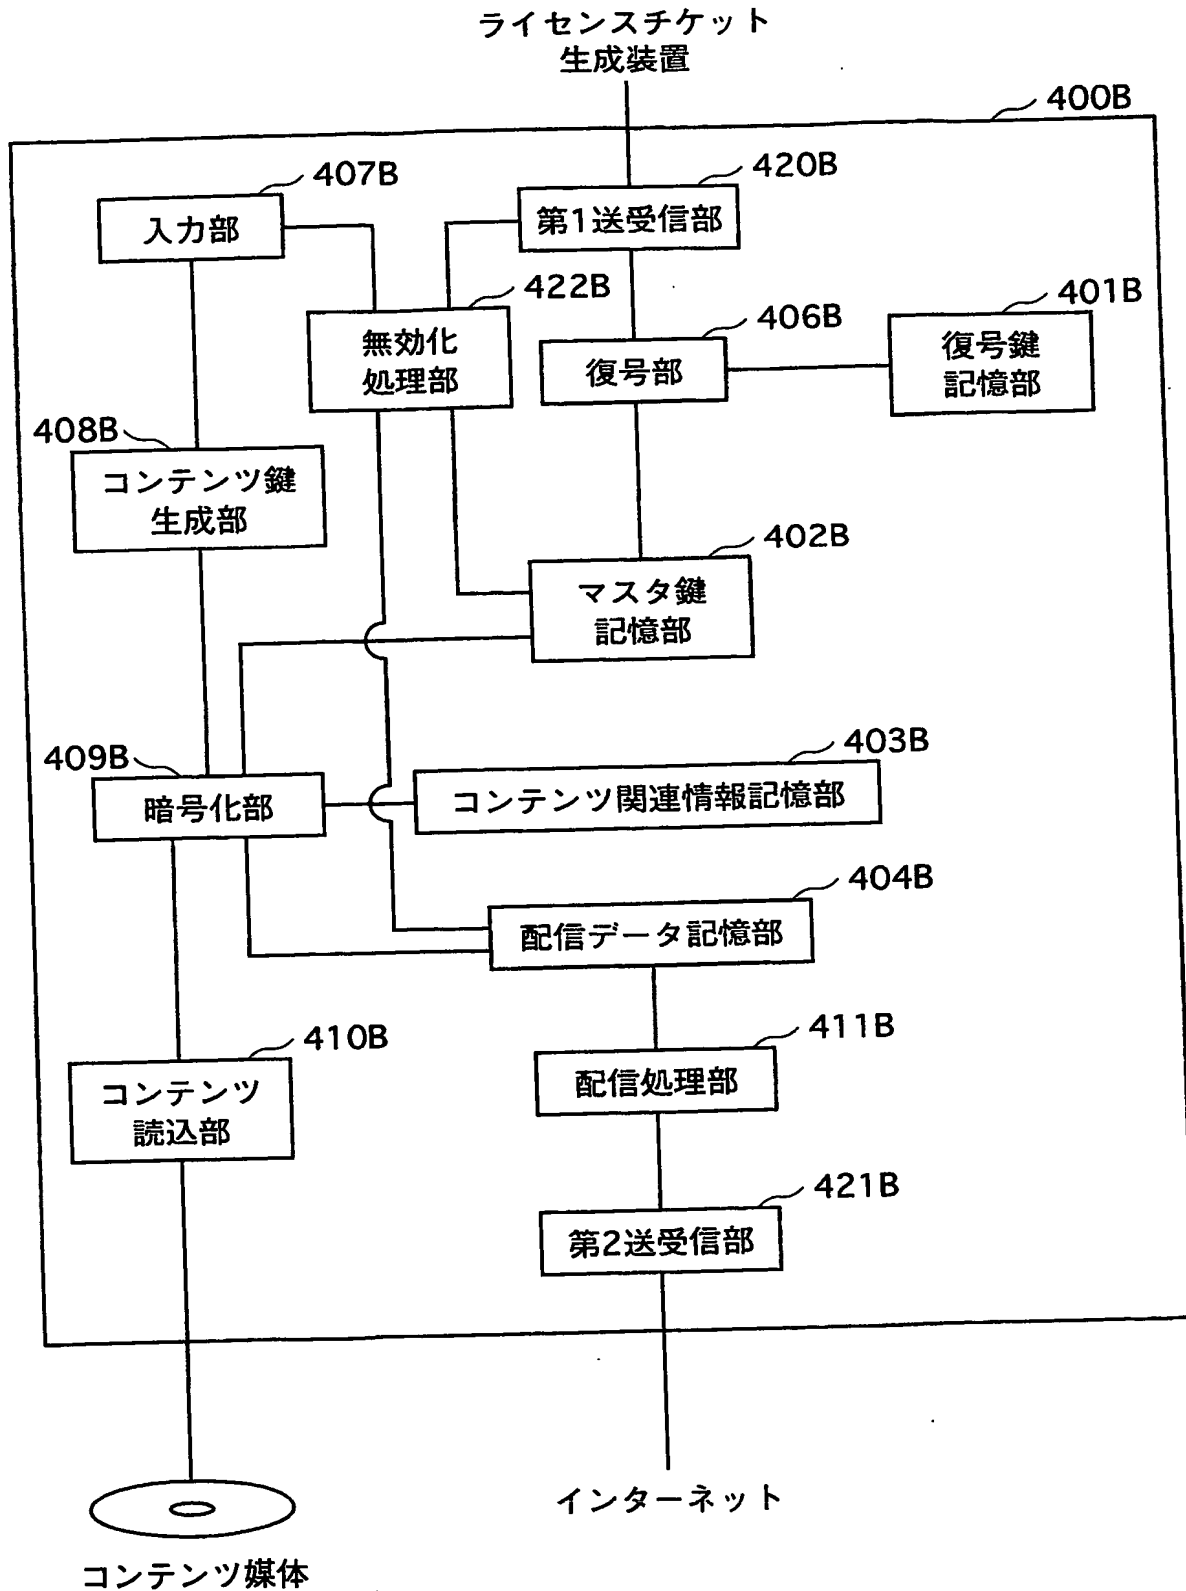 ライセンスチケット
生成装置
400B
407B
420B
入力部
第1送受信部
422B
406B
401B
無効化
処理部
復号部
復号鍵
記憶部
408B
コンテンツ鍵
生成部
402B
マスタ鍵
記憶部
409B
403B
暗号化部
コンテンツ関連情報記憶部
404B
配信データ記憶部
410B
411B
コンテンツ
読込部
配信処理部
421B
第2送受信部
インターネット
コンテンツ媒体